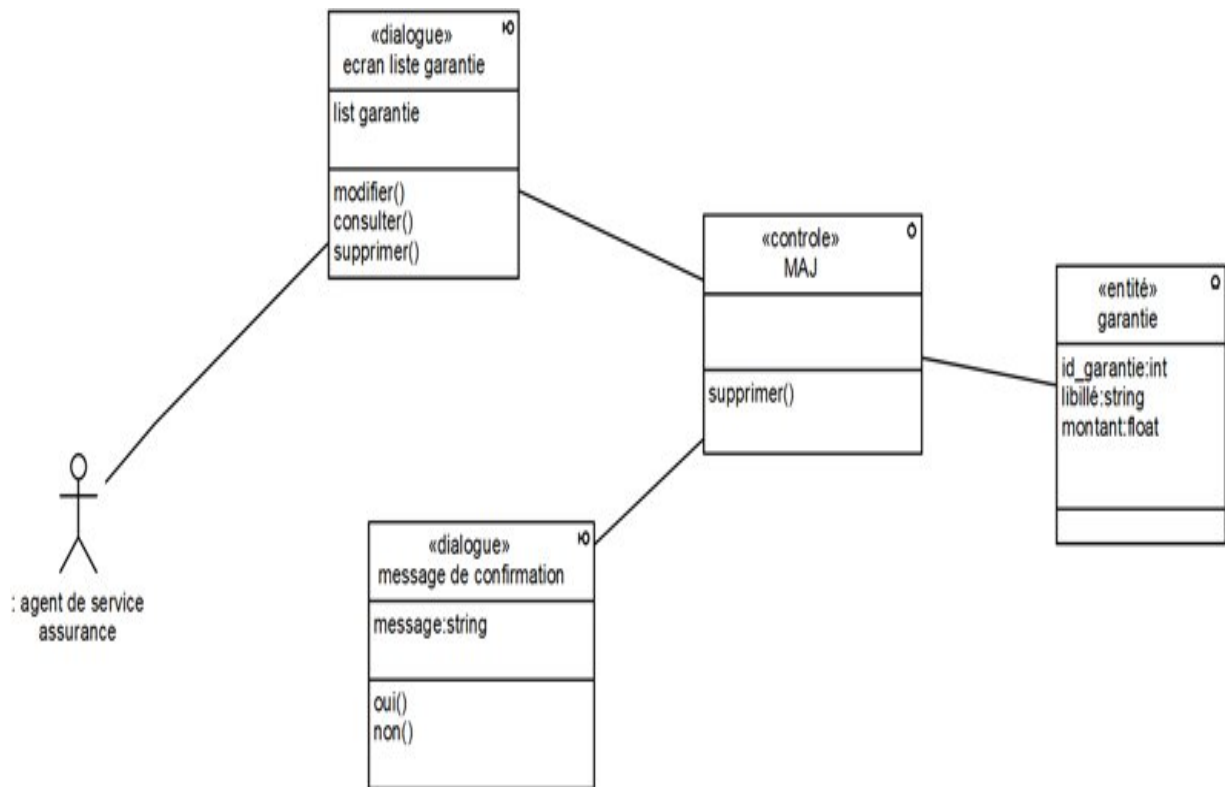 «dialogue»
ecran liste garantie
list garantie
modifier()
consulter()
supprimer()
«controle»
MAJ
supprimer()
«entité»
garantie
id_garantie:int
libillé:string
montant:float
: agent de service
assurance
«dialogue»
message de confirmation
message:string
oui()
non()